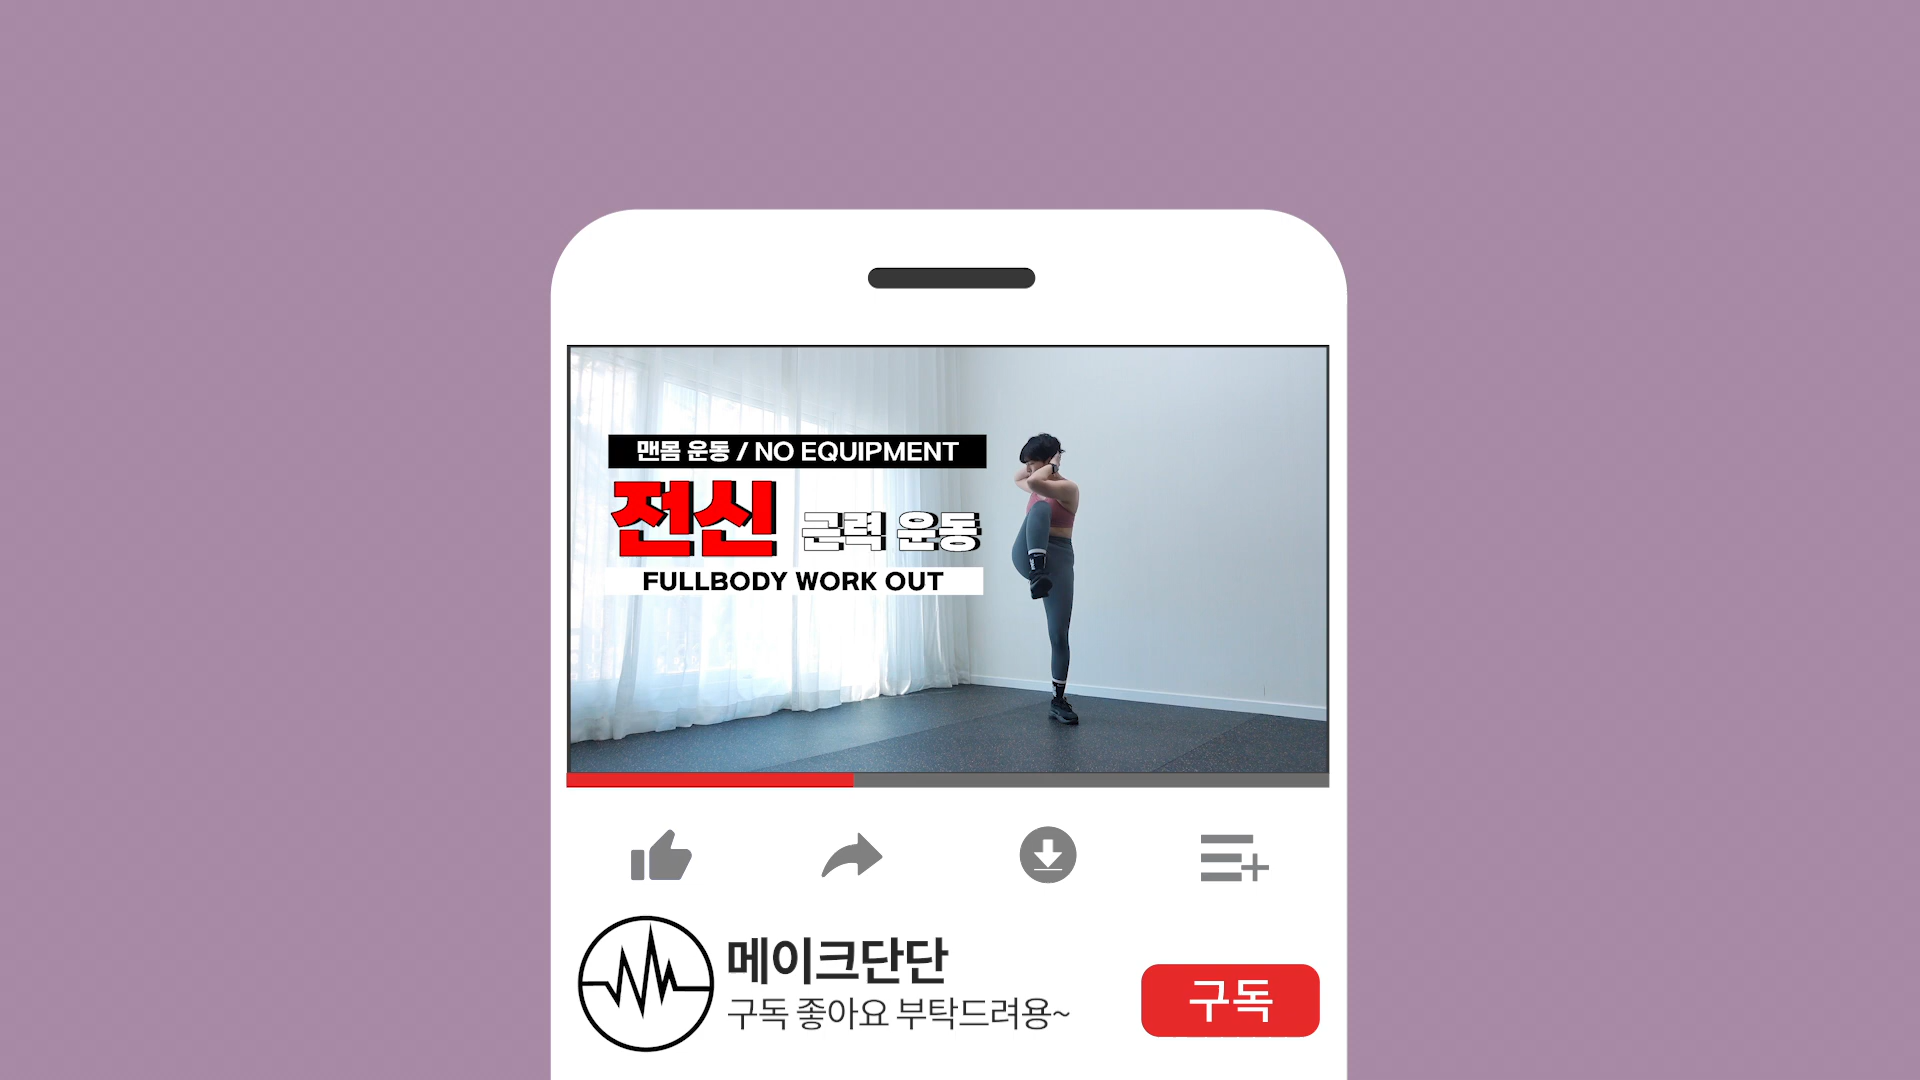 맨몸 운동 / NO EQUIPMENT
전신 근력 운동
FULLBODY WORK OUT
메이크단단
구독 좋아요 부탁드려용~
구독